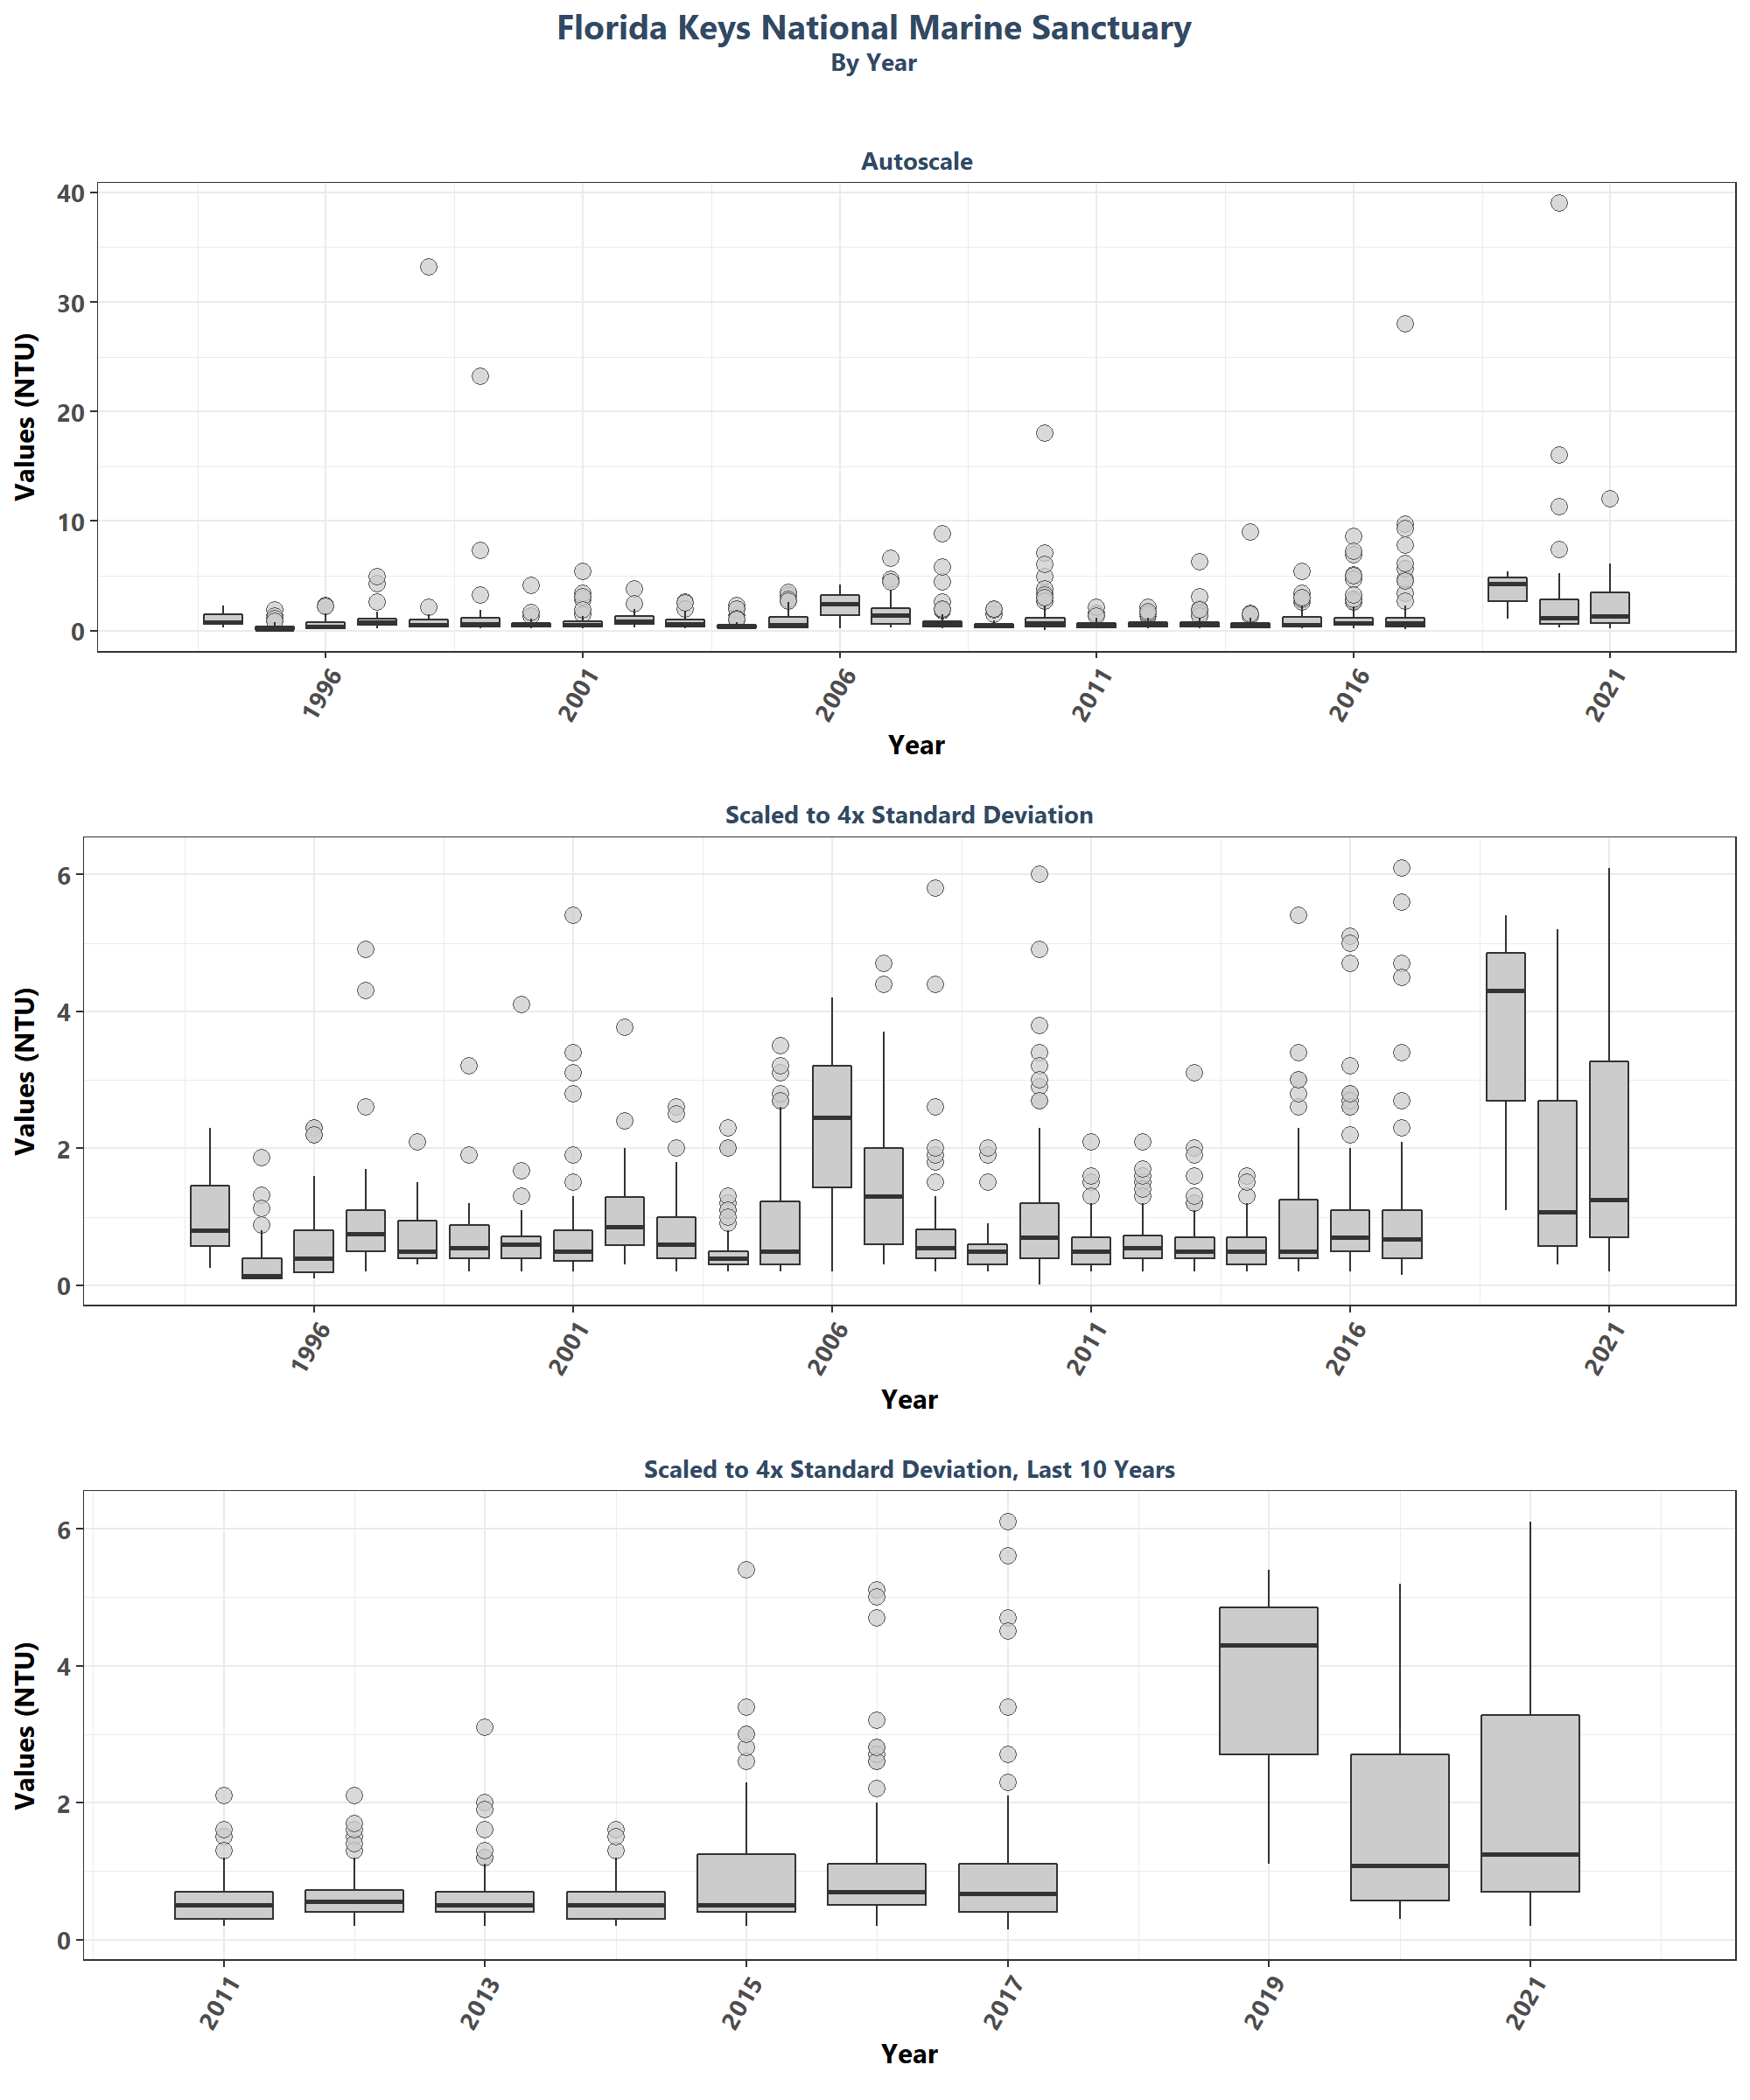 Florida Keys National Marine Sanctuary
By Year
Autoscale
Values (NTU)
40
30
20
10
0
1996
2001
2006
2011
2016
2021
Year
Scaled to 4x Standard Deviation
Values (NTU)
6
4
2
0
1996
2001
2006
2011
2016
2021
Year
Scaled to 4x Standard Deviation, Last 10 Years
Values (NTU)
6
4
2
0
2011
2013
2015
2017
2019
2021
Year